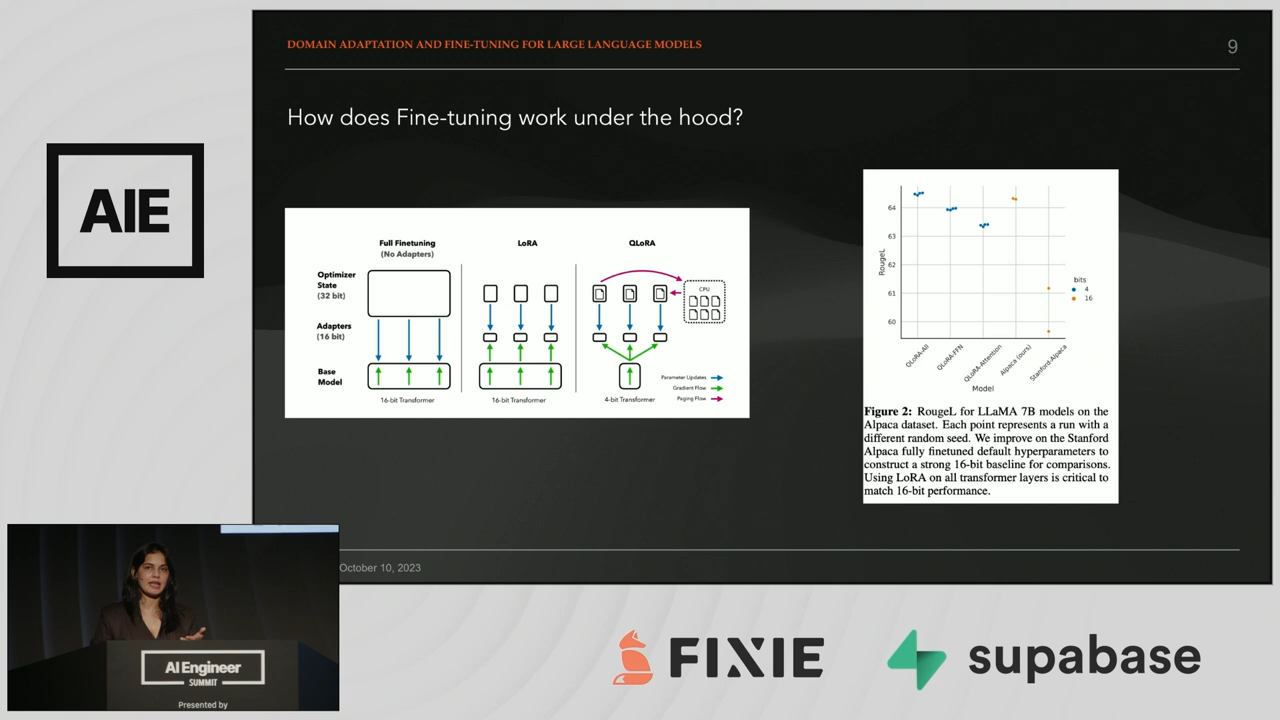 DOMAIN ADAPTATION AND FINE-TUNING FOR LARGE LANGUAGE MODELS
9
How does Fine-tuning work under the hood?
AIE
Full Finetuning
(No Adapters)
LoRA
QLoRA
Optimizer
State
(32 bit)
CPU
Adapters
(16 bit)
Base
Model
Parameter Updates
Gradient Flow
Paging Flow
16-bit Transformer
16-bit Transformer
4-bit Transformer
64
63
62
61
60
RougeL
bits
4
16
QLoRA-All
QLoRA-FFN
QLoRA-Attention
Alpaca (ours)
Stanford-Alpaca
Model
Figure 2: RougeL for LLaMA 7B models on the
Alpaca dataset. Each point represents a run with a
different random seed. We improve on the Stanford
Alpaca fully finetuned default hyperparameters to
construct a strong 16-bit baseline for comparisons.
Using LoRA on all transformer layers is critical to
match 16-bit performance.
October 10, 2023
AI Engineer
SUMMIT
Presented by
FIXIE
supabase